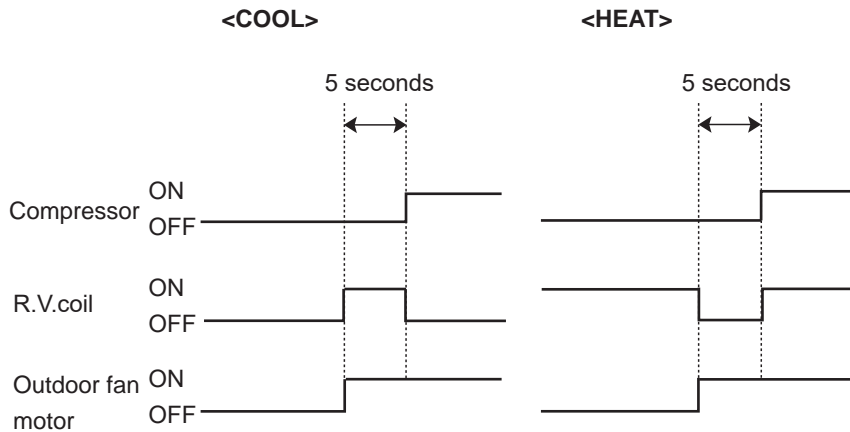 <COOL>
<HEAT>
5 seconds
5 seconds
Compressor
ON
OFF
R.V.coil
ON
OFF
Outdoor fan
motor
ON
OFF